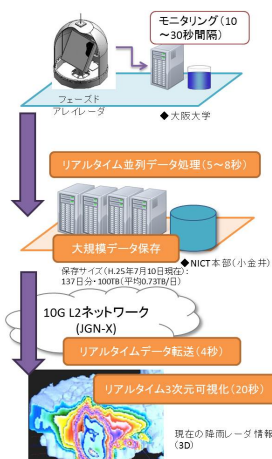 モニタリング(10
～30秒間隔)
フェーズド
アレイレーダ
◆大阪大学
リアルタイム並列データ処理(5～8秒)
大規模データ保存
◆NICT本部(小金井)
保存サイズ(H.25年7月10日現在):
137日分・100TB(平均0.73TB/日)
10G L2ネットワーク
(JGN-X)
リアルタイムデータ転送(4秒)
リアルタイム3次元可視化(20秒)
現在の降雨レーダ情報
(3D)